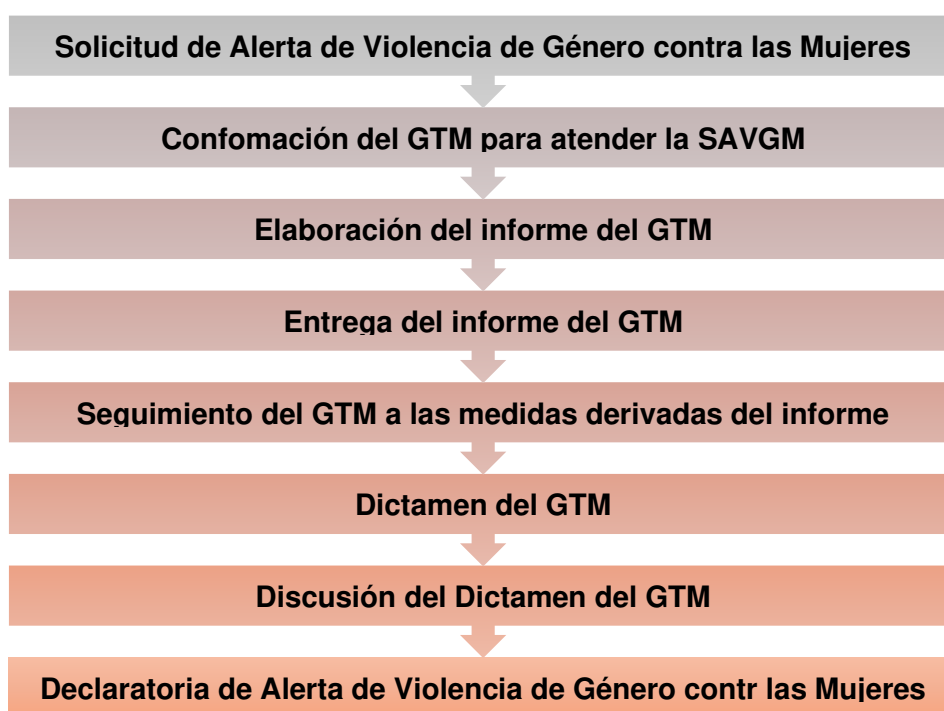 Solicitud de Alerta de Violencia de Género contra las Mujeres
Confomación del GTM para atender la SAVGM
Elaboración del informe del GTM
Entrega del informe del GTM
Seguimiento del GTM a las medidas derivadas del informe
Dictamen del GTM
Discusión del Dictamen del GTM
Declaratoria de Alerta de Violencia de Género contr las Mujeres